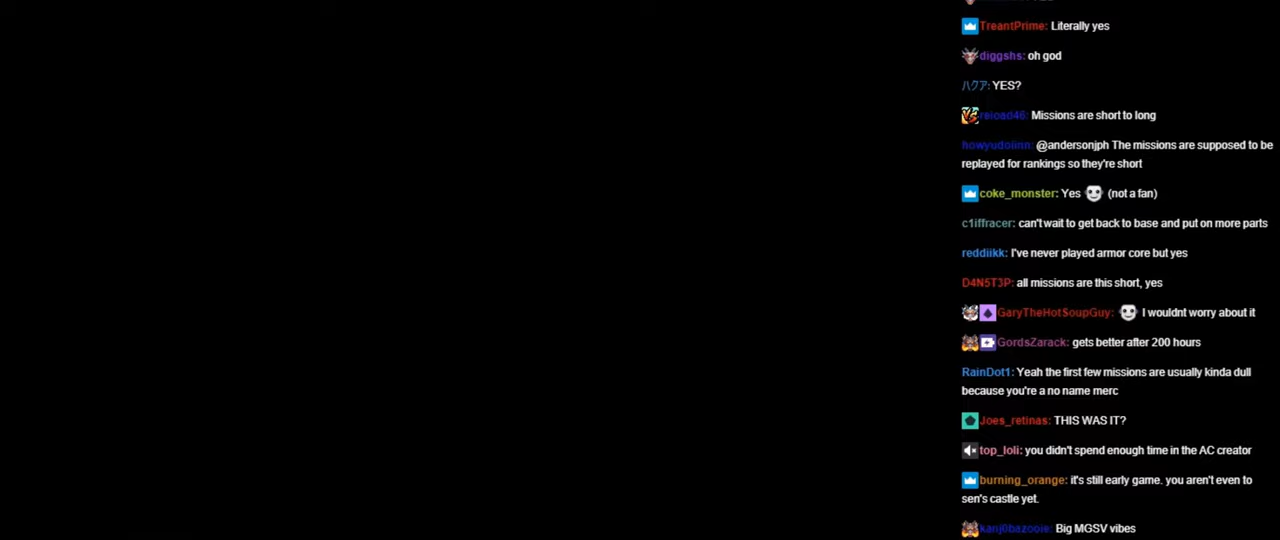 TreantPrime: Literally yes
diggshs: oh god
ハクア: YES?
reload46: Missions are short to long
howyudoiinn: @andersonjph The missions are supposed to be
replayed for rankings so they're short
coke_monster: Yes (not a fan)
c1iffracer: can't wait to get back to base and put on more parts
reddiikk: I've never played armor core but yes
D4N5T3P: all missions are this short, yes
GaryTheHotSoupGuy: I wouldnt worry about it
GordsZarack: gets better after 200 hours
RainDot1: Yeah the first few missions are usually kinda dull
because you're a no name merc
Joes_retinas: THIS WAS IT?
top_loli: you didn't spend enough time in the AC creator
burning_orange: it's still early game. you aren't even to
sen's castle yet.
kanj0bazooie: Big MGSV vibes